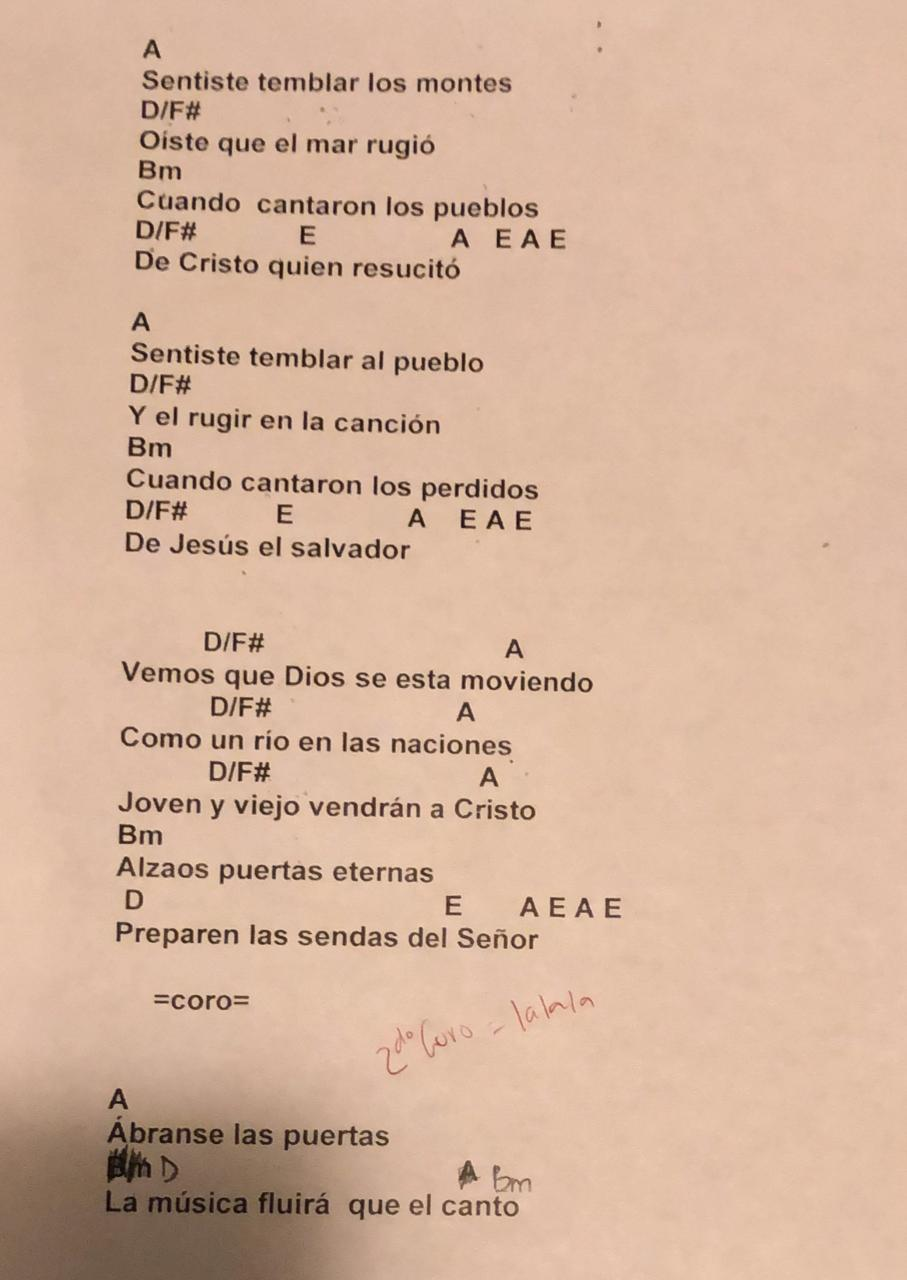 A
Sentiste temblar los montes
D/F#
Oíste que el mar rugió
Bm
Cuando cantaron los pueblos
D/F# E A E A E
De Cristo quien resucitó
A
Sentiste temblar al pueblo
D/F#
Y el rugir en la canción
Bm
Cuando cantaron los perdidos
D/F# E A E A E
De Jesús el salvador
D/F# A
Vemos que Dios se esta moviendo
D/F# A
Como un río en las naciones
D/F# A
Joven y viejo vendrán a Cristo
Bm
Alzaos puertas eternas
D E A E A E
Preparen las sendas del Señor
=coro=
2do Coro = lalala
A
Ábranse las puertas
Bm D A Bm
La música fluirá que el canto